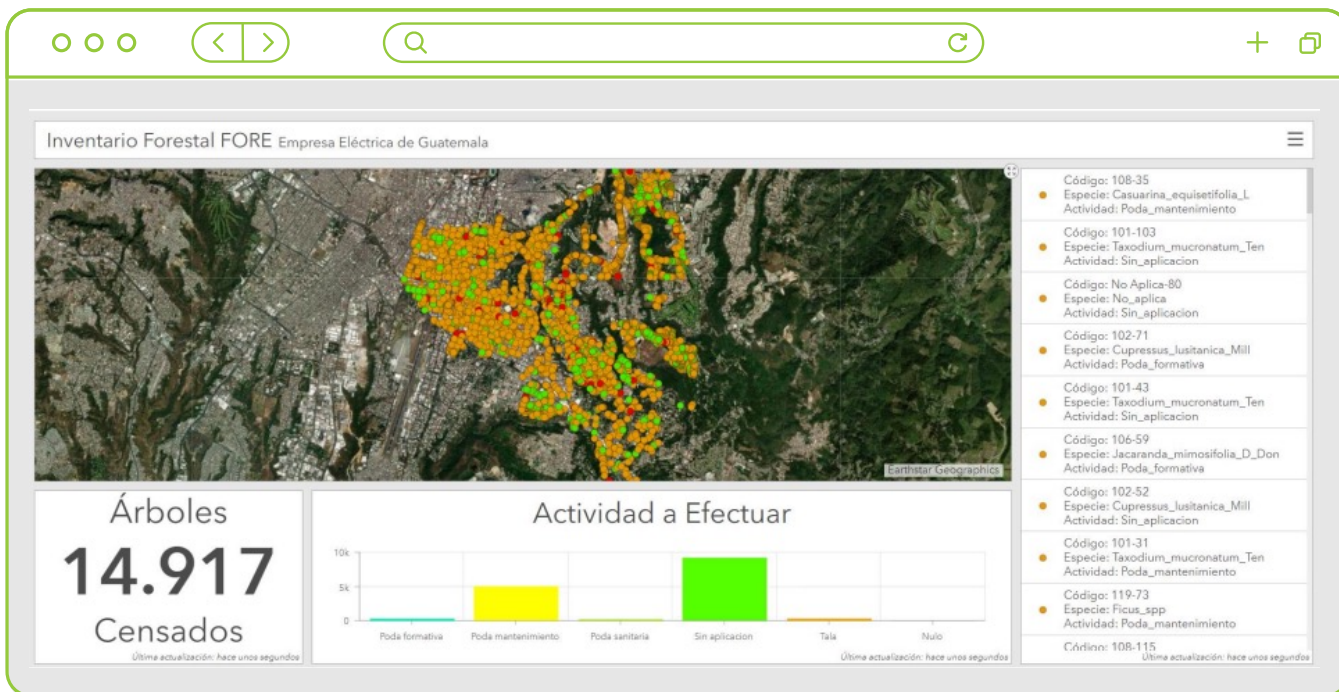 Inventario Forestal FORE Empresa Eléctrica de Guatemala
Earthstar Geographics
Código: 108-35
Especie: Casuarina_equisetifolia_L
Actividad: Poda_mantenimiento
Código: 101-103
Especie: Taxodium_mucronatum_Ten
Actividad: Sin_aplicacion
Código: No Aplica-80
Especie: No_aplica
Actividad: Sin_aplicacion
Código: 102-71
Especie: Cupressus_lusitanica_Mill
Actividad: Poda_formativa
Código: 101-43
Especie: Taxodium_mucronatum_Ten
Actividad: Sin_aplicacion
Código: 106-59
Especie: Jacaranda_mimosifolia_D_Don
Actividad: Poda_formativa
Código: 102-52
Especie: Cupressus_lusitanica_Mill
Actividad: Sin_aplicacion
Código: 101-31
Especie: Taxodium_mucronatum_Ten
Actividad: Poda_mantenimiento
Código: 119-73
Especie: Ficus_spp
Actividad: Poda_mantenimiento
Código: 108-115
Última actualización: hace unos segundos
Árboles
14.917
Censados
Última actualización: hace unos segundos
Actividad a Efectuar
10k
5k
0
Poda formativa Poda mantenimiento Poda sanitaria Sin aplicacion Tala Nulo
Última actualización: hace unos segundos